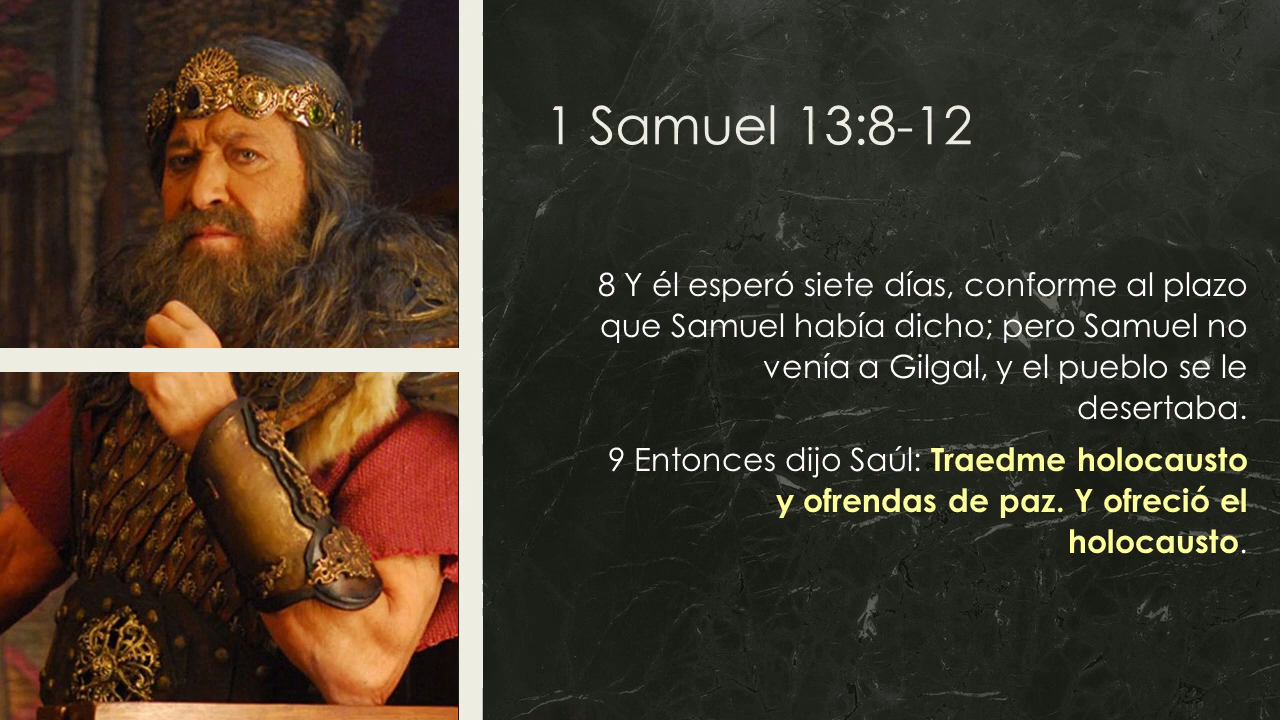 1 Samuel 13:8-12
8 Y él esperó siete días, conforme al plazo
que Samuel había dicho; pero Samuel no
venía a Gilgal, y el pueblo se le
desertaba.
9 Entonces dijo Saúl: Traedme holocausto
y ofrendas de paz. Y ofreció el
holocausto.